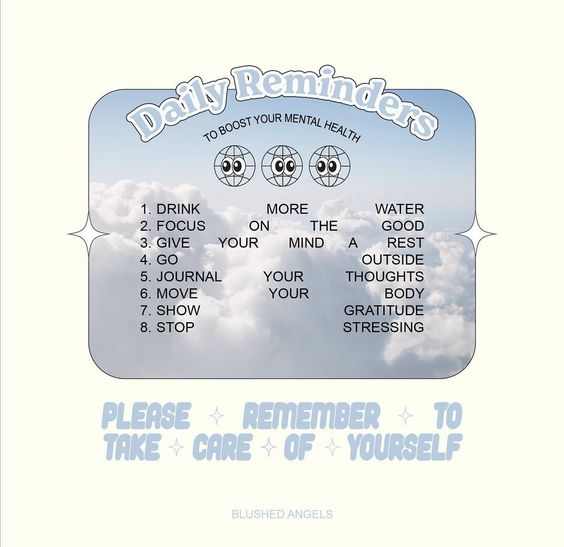 Daily Reminders
TO BOOST YOUR MENTAL HEALTH
1. DRINK MORE WATER
2. FOCUS ON THE GOOD
3. GIVE YOUR MIND A REST
4. GO OUTSIDE
5. JOURNAL YOUR THOUGHTS
6. MOVE YOUR BODY
7. SHOW GRATITUDE
8. STOP STRESSING
PLEASE REMEMBER TO
TAKE CARE OF YOURSELF
BLUSHED ANGELS